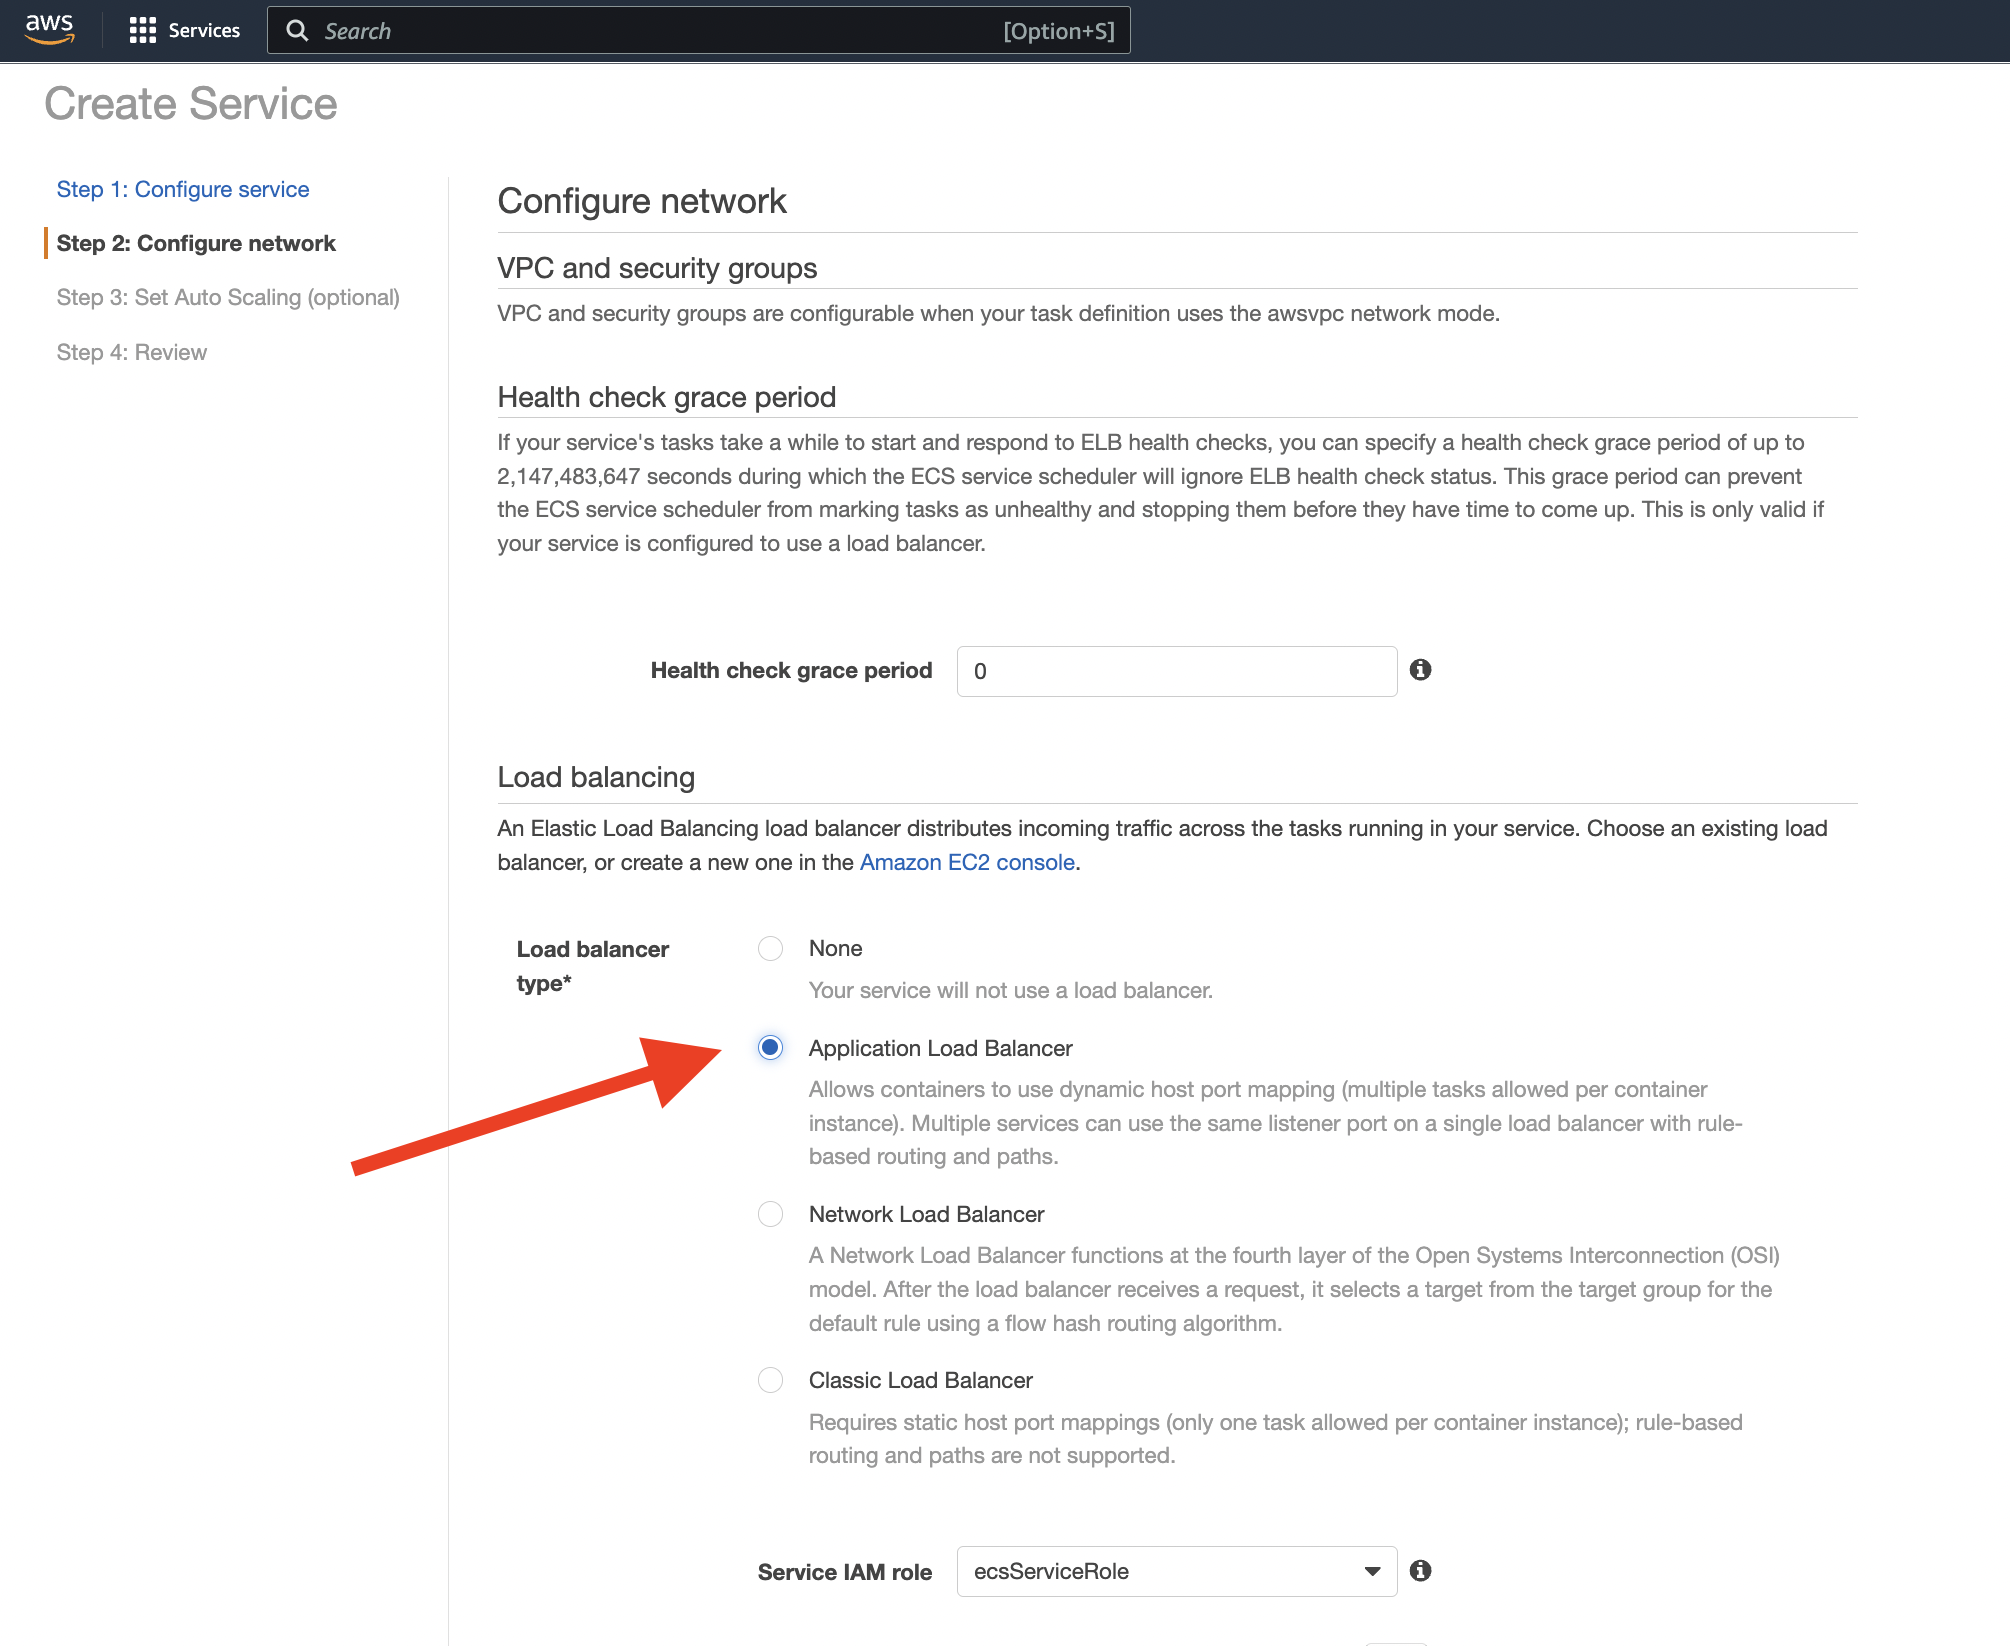 aws
Services
Search
[Option+S]
Create Service
Step 1: Configure service
Step 2: Configure network
Step 3: Set Auto Scaling (optional)
Step 4: Review
Configure network
VPC and security groups
VPC and security groups are configurable when your task definition uses the awsvpc network mode.
Health check grace period
If your service's tasks take a while to start and respond to ELB health checks, you can specify a health check grace period of up to
2,147,483,647 seconds during which the ECS service scheduler will ignore ELB health check status. This grace period can prevent
the ECS service scheduler from marking tasks as unhealthy and stopping them before they have time to come up. This is only valid if
your service is configured to use a load balancer.
Health check grace period
0
Load balancing
An Elastic Load Balancing load balancer distributes incoming traffic across the tasks running in your service. Choose an existing load
balancer, or create a new one in the Amazon EC2 console.
Load balancer
type*
None
Your service will not use a load balancer.
Application Load Balancer
Allows containers to use dynamic host port mapping (multiple tasks allowed per container
instance). Multiple services can use the same listener port on a single load balancer with rule-
based routing and paths.
Network Load Balancer
A Network Load Balancer functions at the fourth layer of the Open Systems Interconnection (OSI)
model. After the load balancer receives a request, it selects a target from the target group for the
default rule using a flow hash routing algorithm.
Classic Load Balancer
Requires static host port mappings (only one task allowed per container instance); rule-based
routing and paths are not supported.
Service IAM role
ecsServiceRole